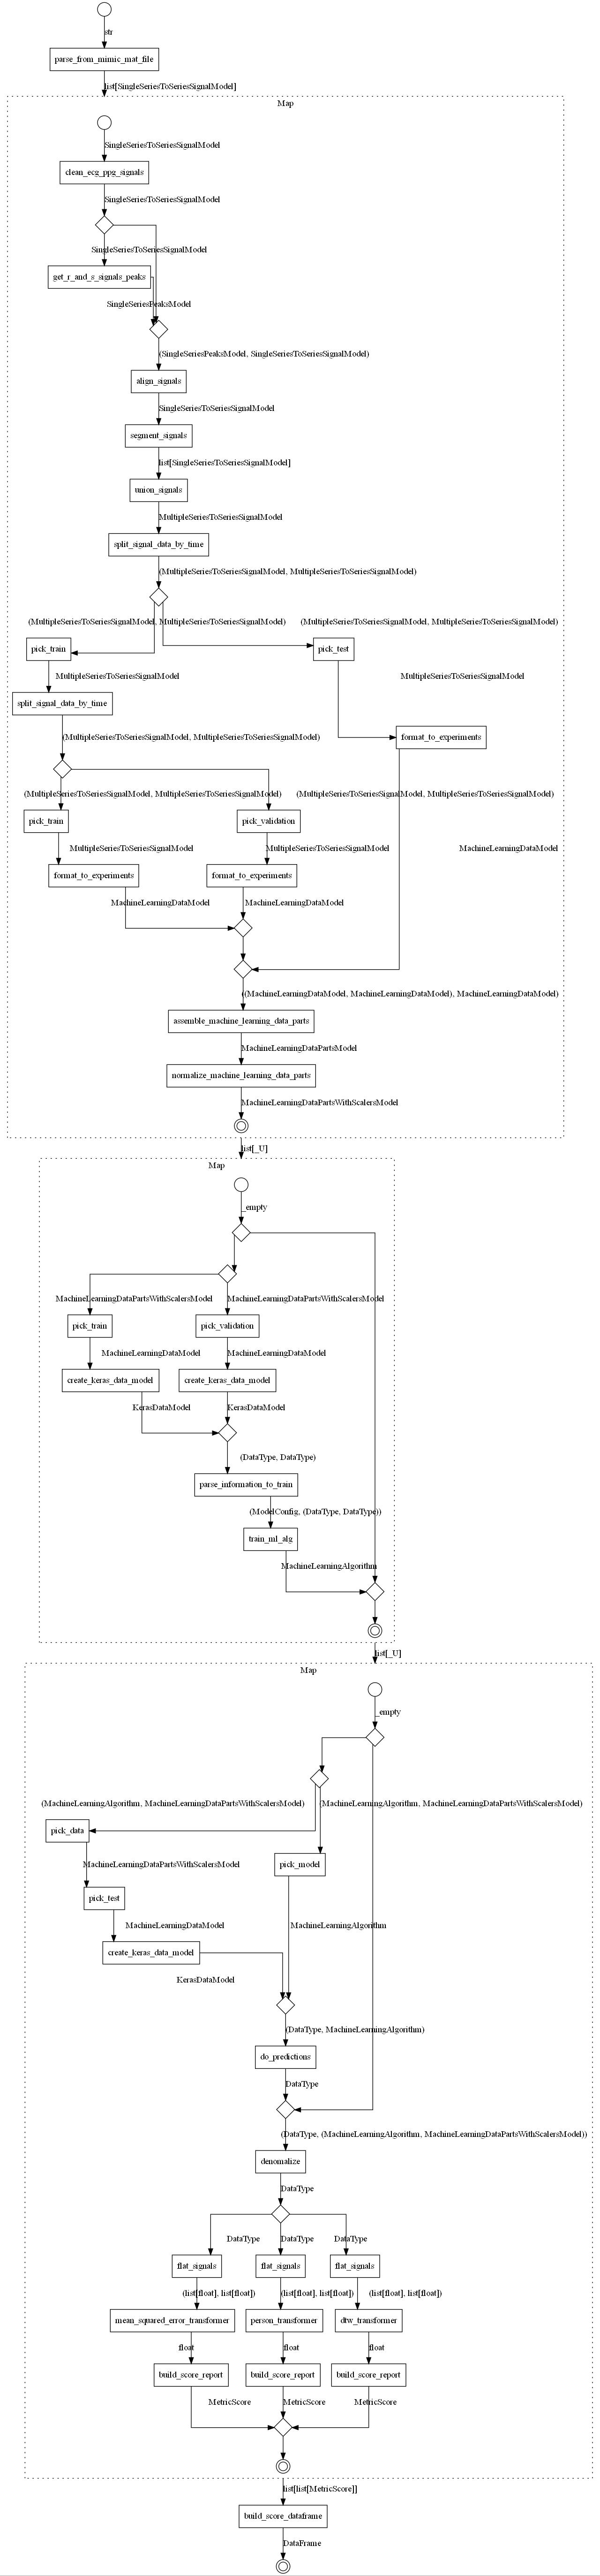 str
parse_from_mimic_mat_file
list[SingleSeriesToSeriesSignalModel]
Map
SingleSeriesToSeriesSignalModel
clean_ecg_ppg_signals
SingleSeriesToSeriesSignalModel
SingleSeriesToSeriesSignalModel
get_r_and_s_signals_peaks
SingleSeriesPeaksModel
(SingleSeriesPeaksModel, SingleSeriesToSeriesSignalModel)
align_signals
SingleSeriesToSeriesSignalModel
segment_signals
list[SingleSeriesToSeriesSignalModel]
union_signals
MultipleSeriesToSeriesSignalModel
split_signal_data_by_time
(MultipleSeriesToSeriesSignalModel, MultipleSeriesToSeriesSignalModel)
(MultipleSeriesToSeriesSignalModel, MultipleSeriesToSeriesSignalModel) (MultipleSeriesToSeriesSignalModel, MultipleSeriesToSeriesSignalModel)
pick_train pick_test
MultipleSeriesToSeriesSignalModel MultipleSeriesToSeriesSignalModel
split_signal_data_by_time
(MultipleSeriesToSeriesSignalModel, MultipleSeriesToSeriesSignalModel) format_to_experiments
(MultipleSeriesToSeriesSignalModel, MultipleSeriesToSeriesSignalModel) (MultipleSeriesToSeriesSignalModel, MultipleSeriesToSeriesSignalModel)
pick_train pick_validation
MultipleSeriesToSeriesSignalModel MultipleSeriesToSeriesSignalModel MachineLearningDataModel
format_to_experiments format_to_experiments
MachineLearningDataModel MachineLearningDataModel
((MachineLearningDataModel, MachineLearningDataModel), MachineLearningDataModel)
assemble_machine_learning_data_parts
MachineLearningDataPartsModel
normalize_machine_learning_data_parts
MachineLearningDataPartsWithScalersModel
list[_U]
Map
_empty
MachineLearningDataPartsWithScalersModel MachineLearningDataPartsWithScalersModel
pick_train pick_validation
MachineLearningDataModel MachineLearningDataModel
create_keras_data_model create_keras_data_model
KerasDataModel KerasDataModel
(DataType, DataType)
parse_information_to_train
(ModelConfig, (DataType, DataType))
train_ml_alg
MachineLearningAlgorithm
list[_U]
Map
_empty
(MachineLearningAlgorithm, MachineLearningDataPartsWithScalersModel) (MachineLearningAlgorithm, MachineLearningDataPartsWithScalersModel)
pick_data
MachineLearningDataPartsWithScalersModel pick_model
pick_test
MachineLearningDataModel MachineLearningAlgorithm
create_keras_data_model
KerasDataModel
(DataType, MachineLearningAlgorithm)
do_predictions
DataType
(DataType, (MachineLearningAlgorithm, MachineLearningDataPartsWithScalersModel))
denomalize
DataType
DataType DataType DataType
flat_signals flat_signals flat_signals
(list[float], list[float]) (list[float], list[float]) (list[float], list[float])
mean_squared_error_transformer person_transformer dtw_transformer
float float float
build_score_report build_score_report build_score_report
MetricScore MetricScore MetricScore
list[list[MetricScore]]
build_score_dataframe
DataFrame